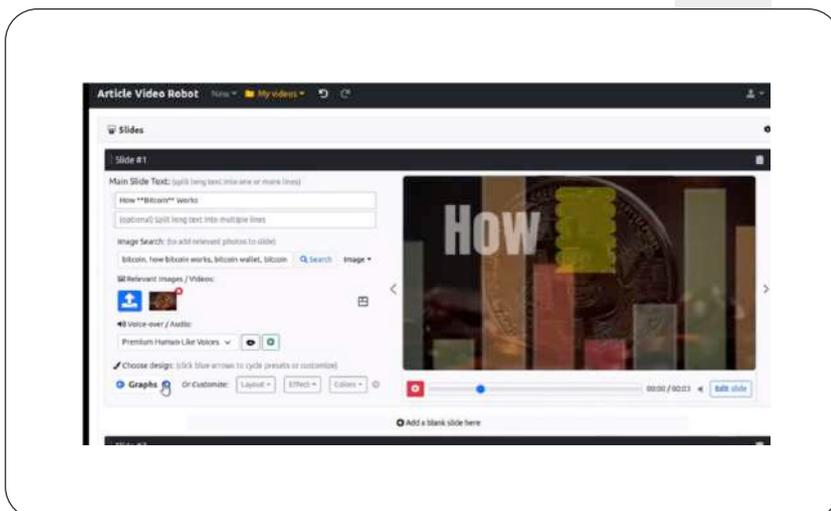 Article Video Robot New My videos
Slides
Slide #1
Main Slide Text: (split long text into one or more lines)
How **Bitcoin** Works
(optional) Split long text into multiple lines
Image Search: (to add relevant photos to slide)
bitcoin, how bitcoin works, bitcoin wallet, bitcoin Search Image
Relevant Images / Videos:
Voice-over / Audio:
Premium Human Like Voices
Choose design: (click blue arrows to cycle presets or customize)
Graphs Or Customize: Layout Effect Colors
How
00:00 / 00:03 Edit slide
Add a blank slide here